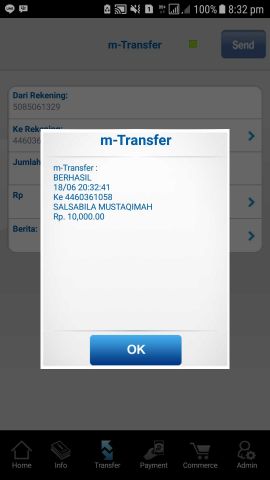 100% 8:32 pm
m-Transfer
Send
Dari Rekening:
5085061329
Ke Rekening:
44603
Jumlah
Rp
Berita:
m-Transfer
m-Transfer :
BERHASIL
18/06 20:32:41
Ke 4460361058
SALSABILA MUSTAQIMAH
Rp. 10,000.00
OK
Home
Info
Transfer
Payment
Commerce
Admin